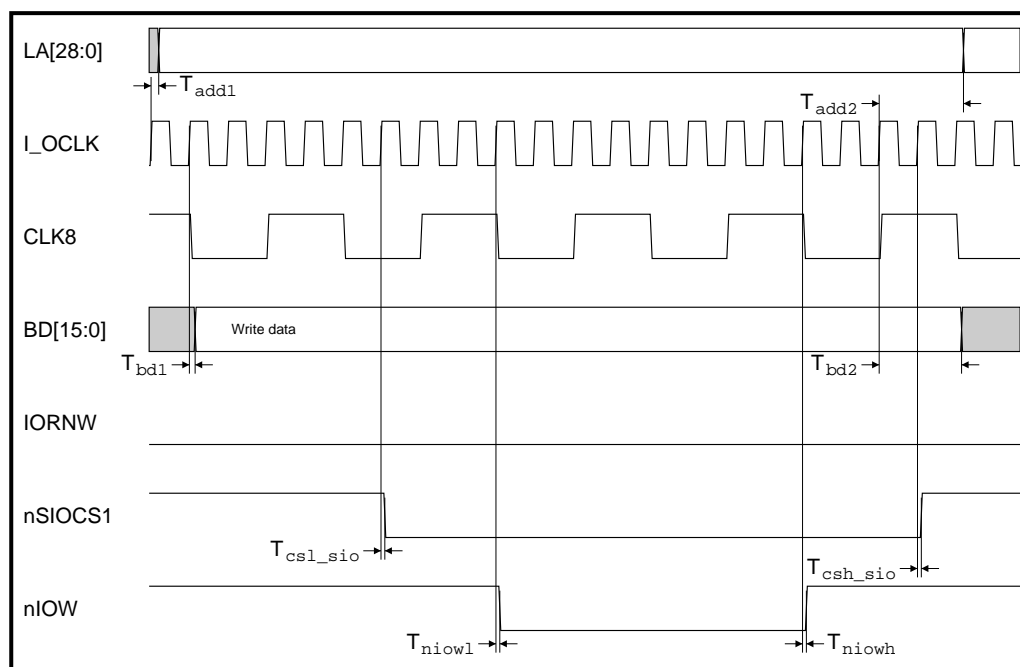 LA[28:0]
Tadd1
Tadd2
I_OCLK
CLK8
BD[15:0]
Write data
Tbd1
Tbd2
IORNW
nSIOCS1
Tcsl_sio
Tcsh_sio
nIOW
Tniowl
Tniowh